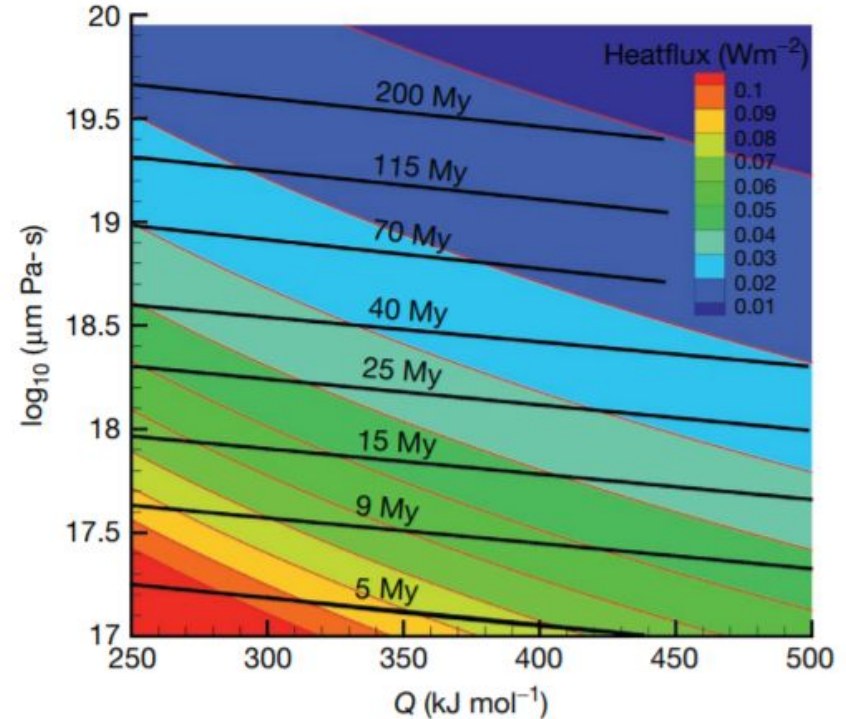 20
19.5
19
18.5
18
17.5
17
log₁₀ (μm Pa- s)
200 My
115 My
70 My
40 My
25 My
15 My
9 My
5 My
Heatflux (Wm⁻²)
0.1
0.09
0.08
0.07
0.06
0.05
0.04
0.03
0.02
0.01
250 300 350 400 450 500
Q (kJ mol⁻¹)